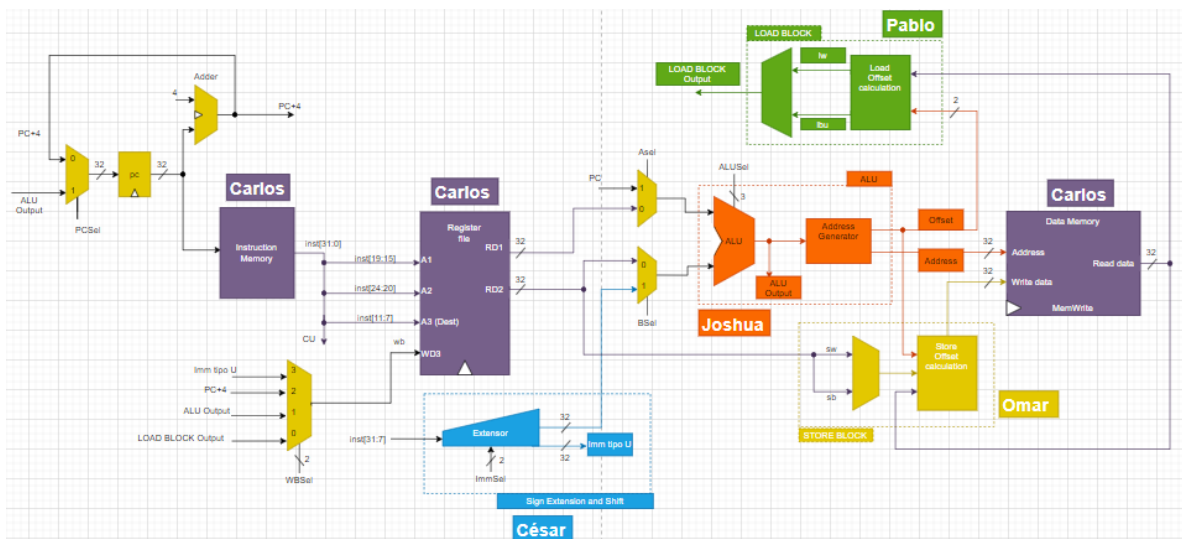 Pablo
LOAD BLOCK
lw
Load
Offset
calculation
LOAD BLOCK
Output
lbu
2
Adder
4
PC+4
PC+4
0
32
pc
32
1
ALU
Output
PCSel
Carlos
Instruction
Memory
inst[31:0]
inst[19:15]
inst[24:20]
inst[11:7]
CU
Carlos
Register
file
RD1
32
A1
RD2
32
A2
A3 (Dest)
wb
WD3
Asel
PC
1
0
0
1
BSel
ALUSel
3
ALU
ALU
Address
Generator
ALU
Output
Joshua
Offset
Address
Carlos
Data Memory
32
Address
Read data
32
32
Write data
MemWrite
sw
sb
Store
Offset
calculation
Omar
STORE BLOCK
Imm tipo U
3
PC+4
2
ALU Output
1
LOAD BLOCK Output
0
2
WBSel
inst[31:7]
Extensor
32
32
Imm tipo U
2
ImmSel
Sign Extension and Shift
César